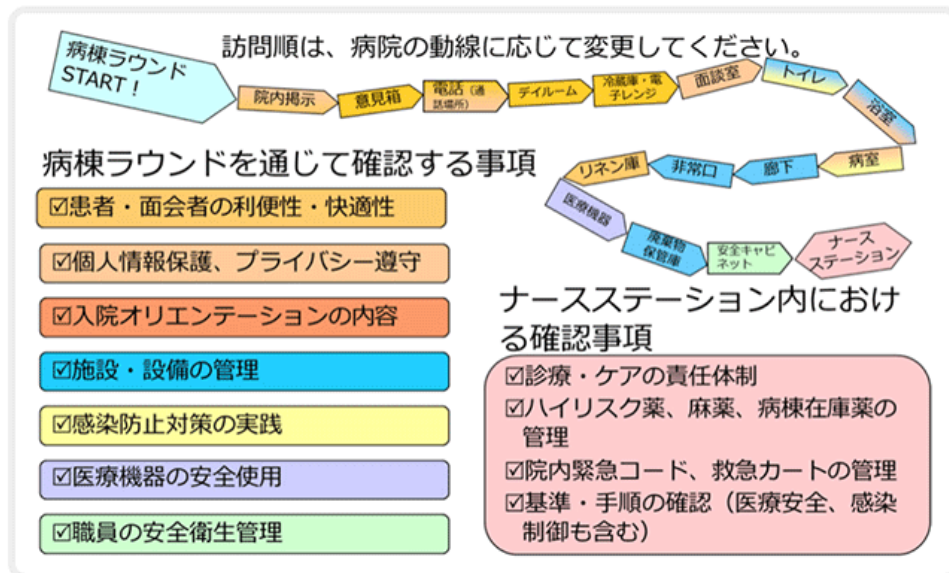 訪問順は、病院の動線に応じて変更してください。
病棟ラウンド
START！
院内掲示
意見箱
電話（通
話場所）
デイルーム
冷蔵庫・電
子レンジ
面談室
トイレ
浴室
病室
廊下
非常口
リネン庫
医療機器
廃棄物
保管庫
安全キャビ
ネット
ナース
ステーション
病棟ラウンドを通じて確認する事項
☑患者・面会者の利便性・快適性
☑個人情報保護、プライバシー遵守
☑入院オリエンテーションの内容
☑施設・設備の管理
☑感染防止対策の実践
☑医療機器の安全使用
☑職員の安全衛生管理
ナースステーション内におけ
る確認事項
☑診療・ケアの責任体制
☑ハイリスク薬、麻薬、病棟在庫薬の
管理
☑院内緊急コード、救急カートの管理
☑基準・手順の確認（医療安全、感染
制御も含む）